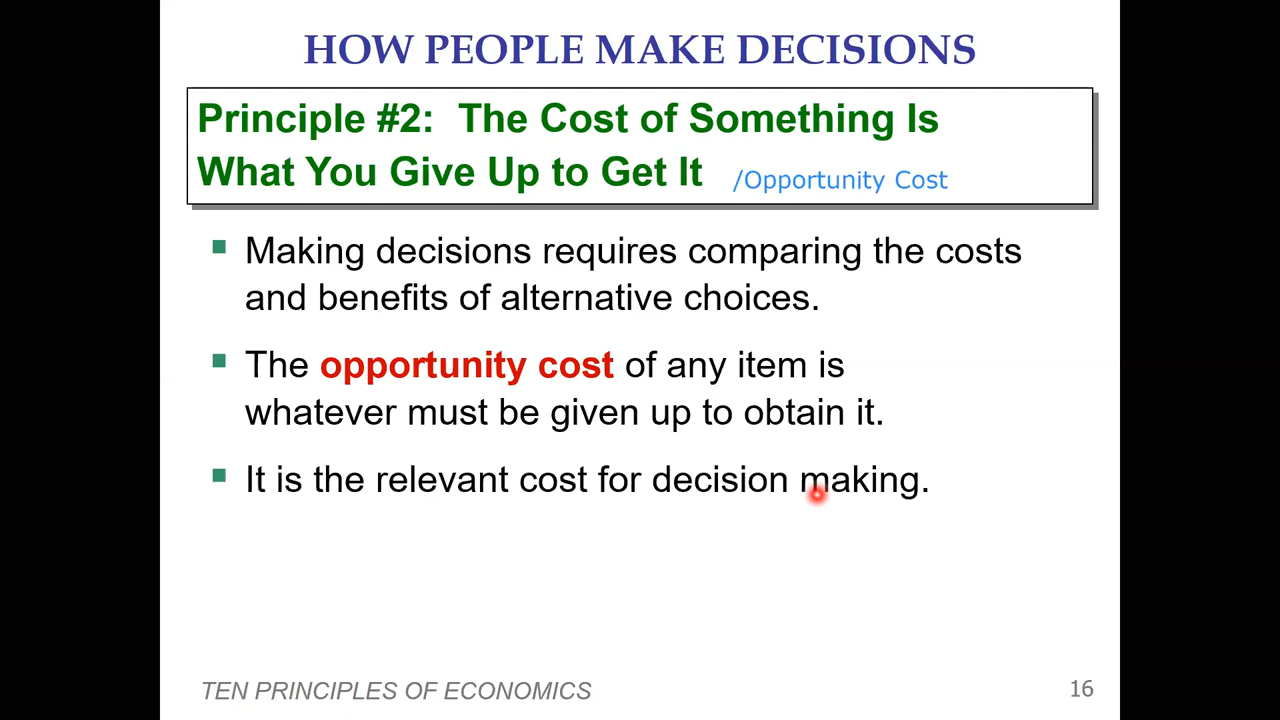 HOW PEOPLE MAKE DECISIONS
Principle #2: The Cost of Something Is
What You Give Up to Get It /Opportunity Cost
Making decisions requires comparing the costs
and benefits of alternative choices.
The opportunity cost of any item is
whatever must be given up to obtain it.
It is the relevant cost for decision making.
TEN PRINCIPLES OF ECONOMICS 16